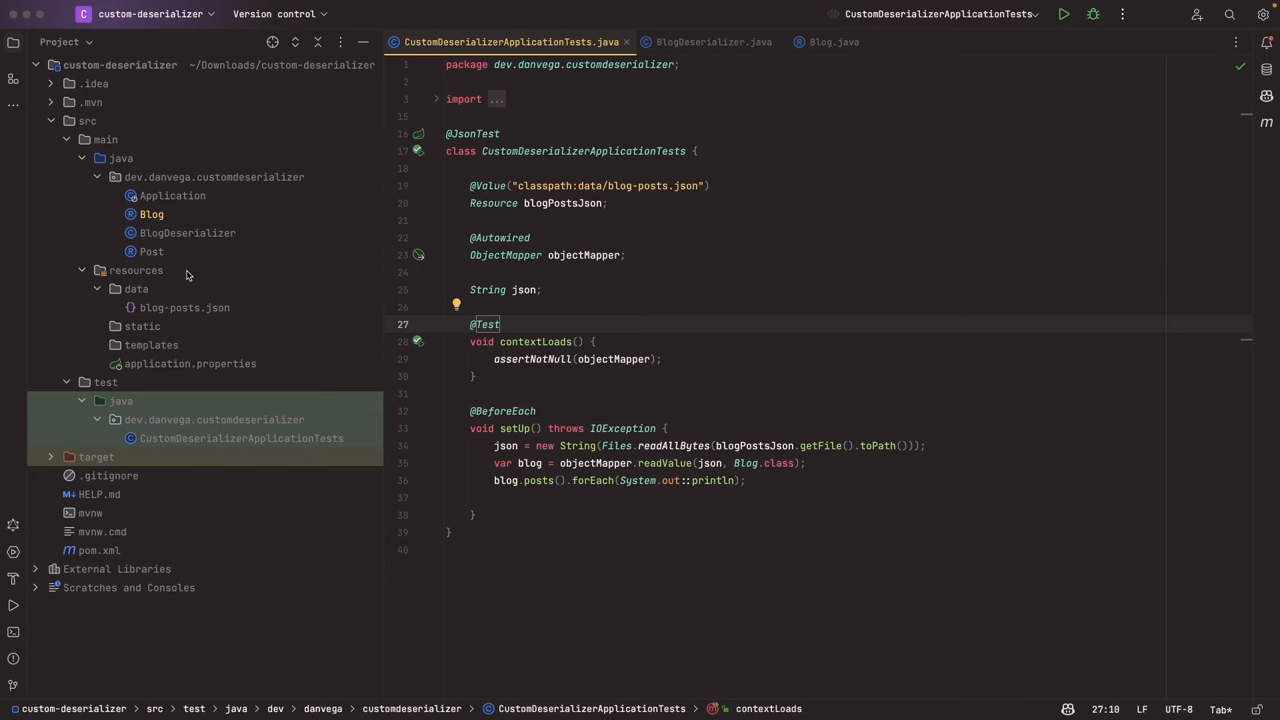 C custom-deserializer
Version control
CustomDeserializerApplicationTests
Project
custom-deserializer ~/Downloads/custom-deserializer
.idea
.mvn
src
main
java
dev.danvega.customdeserializer
Application
Blog
BlogDeserializer
Post
resources
data
blog-posts.json
static
templates
application.properties
test
java
dev.danvega.customdeserializer
CustomDeserializerApplicationTests
target
.gitignore
HELP.md
mvnw
mvnw.cmd
pom.xml
External Libraries
Scratches and Consoles
CustomDeserializerApplicationTests.java
BlogDeserializer.java
Blog.java
1 package dev.danvega.customdeserializer;
2
3 import ...
15
16 @JsonTest
17 class CustomDeserializerApplicationTests {
18
19 @Value("classpath:data/blog-posts.json")
20 Resource blogPostsJson;
21
22 @Autowired
23 ObjectMapper objectMapper;
24
25 String json;
26
27 @Test
28 void contextLoads() {
29 assertNotNull(objectMapper);
30 }
31
32 @BeforeEach
33 void setUp() throws IOException {
34 json = new String(Files.readAllBytes(blogPostsJson.getFile().toPath()));
35 var blog = objectMapper.readValue(json, Blog.class);
36 blog.posts().forEach(System.out::println);
37
38 }
39 }
40
custom-deserializer > src > test > java > dev > danvega > customdeserializer > CustomDeserializerApplicationTests > contextLoads
27:10 LF UTF-8 Tab*